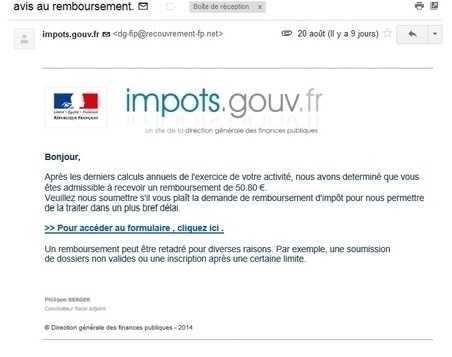 avis au remboursement.
Boîte de réception x
impots.gouv.fr <dg-fip@recouvrement-fp.net>
20 août (Il y a 9 jours)
Liberté • Égalité • Fraternité
RÉPUBLIQUE FRANÇAISE
impots.gouv.fr
un site de la direction générale des finances publiques
Bonjour,
Après les derniers calculs annuels de l'exercice de votre activité, nous avons determiné que vous
êtes admissible à recevoir un remboursement de 50.80 €.
Veuillez nous soumettre s'il vous plaît la demande de remboursement d'impôt pour nous permettre
de la traiter dans un plus bref délai.
>> Pour accéder au formulaire , cliquez ici .
Un remboursement peut être retadré pour diverses raisons. Par exemple, une soumission
de dossiers non valides ou une inscription après une certaine limite.
Philippe BERGER
Conciliateur fiscal adjoint
© Direction générale des finances publiques - 2014